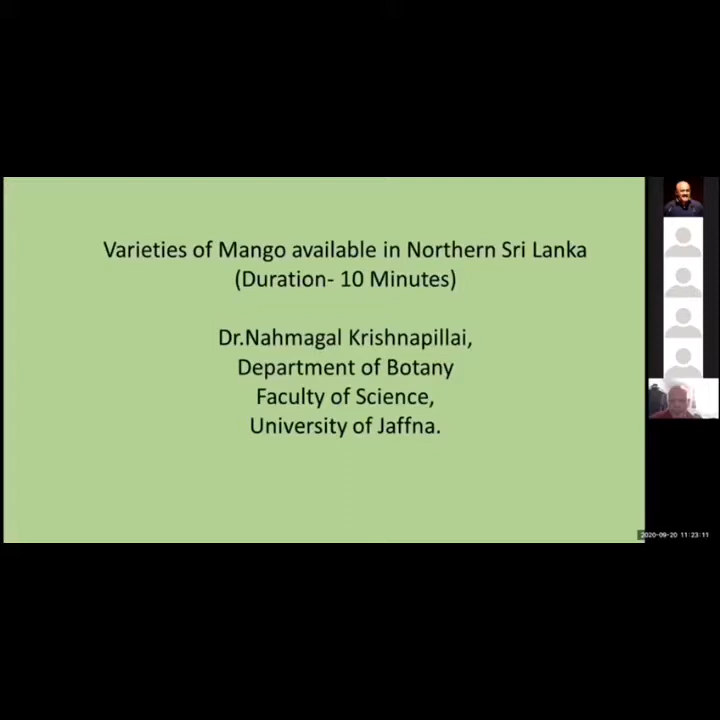 Varieties of Mango available in Northern Sri Lanka
(Duration- 10 Minutes)
Dr.Nahmagal Krishnapillai,
Department of Botany
Faculty of Science,
University of Jaffna.
2020-09-20 11:23:11